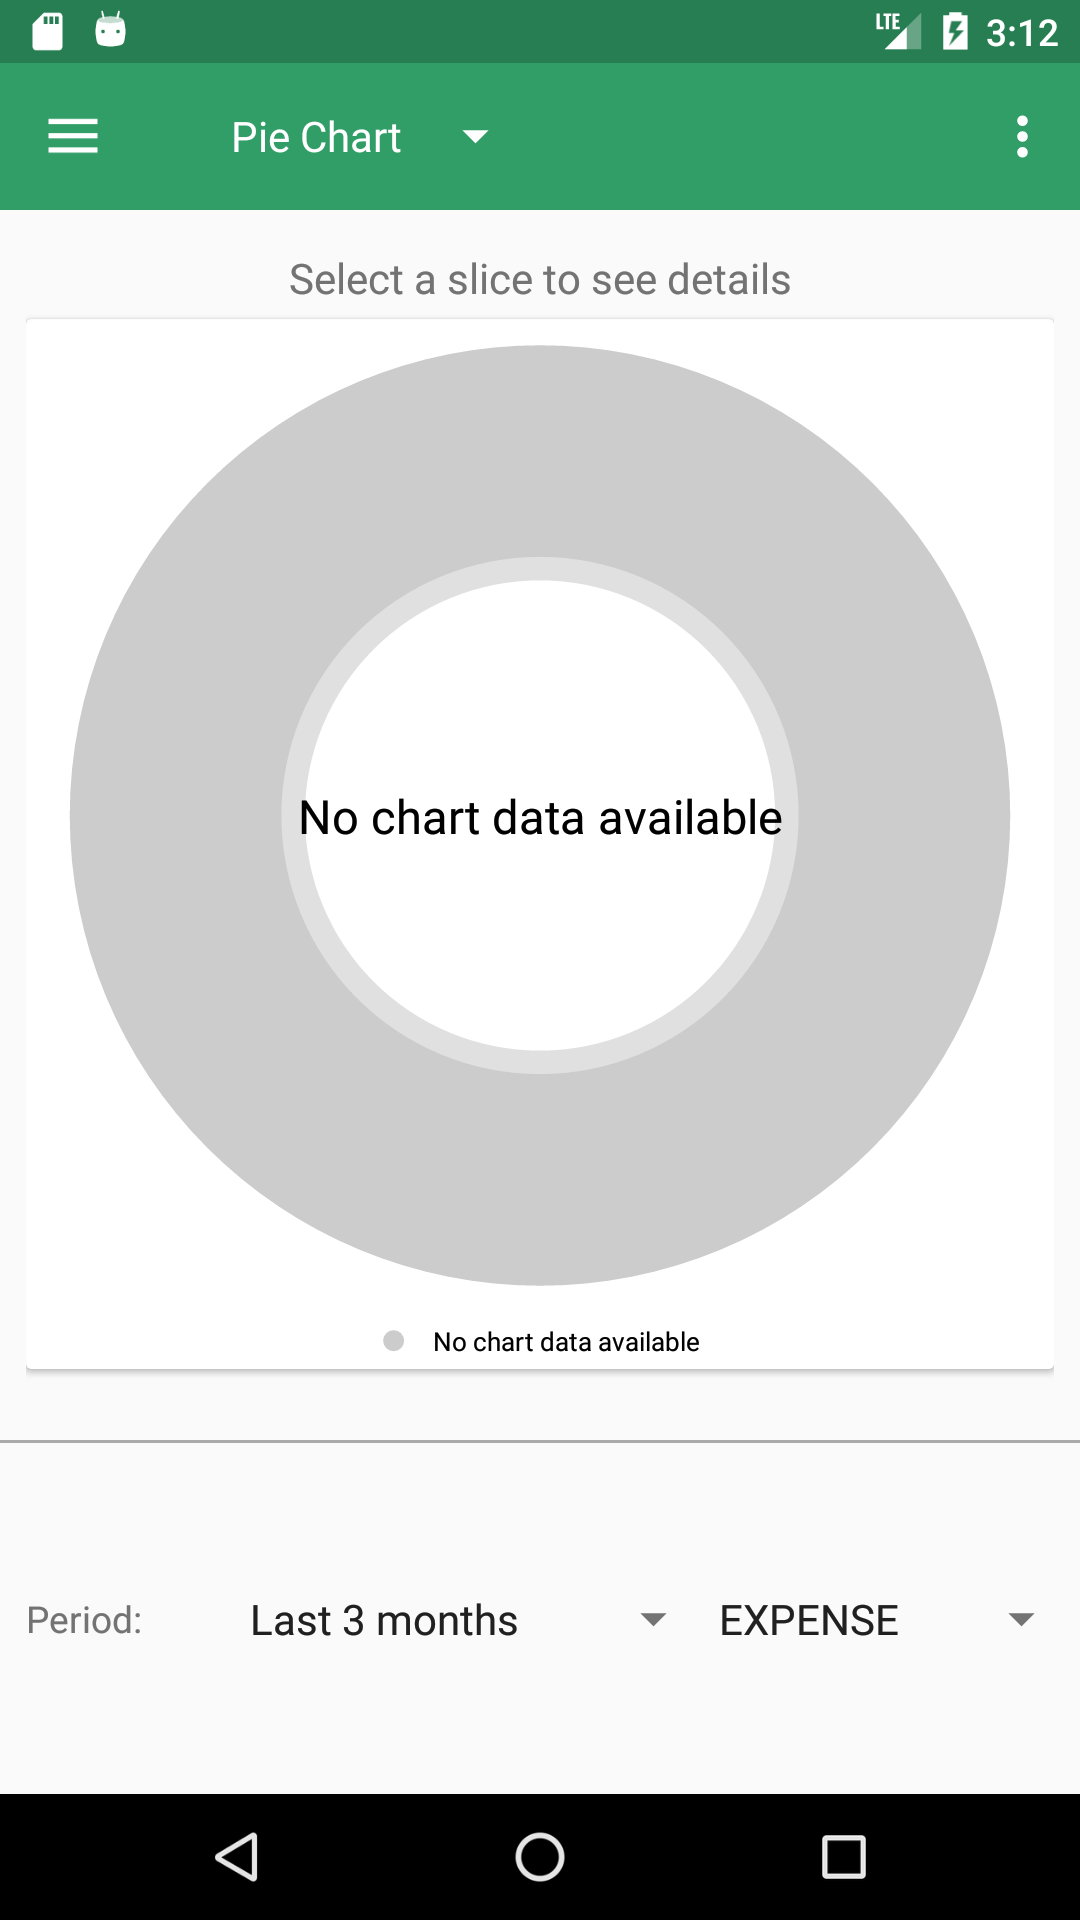 LTE 3:12
Pie Chart
Select a slice to see details
No chart data available
No chart data available
Period: Last 3 months EXPENSE